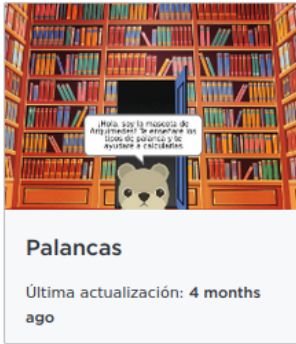 ¡Hola, soy la mascota de
Arquímedes! Te enseñaré los
tipos de palanca y te
ayudaré a calcularlas
Palancas
Última actualización: 4 months
ago